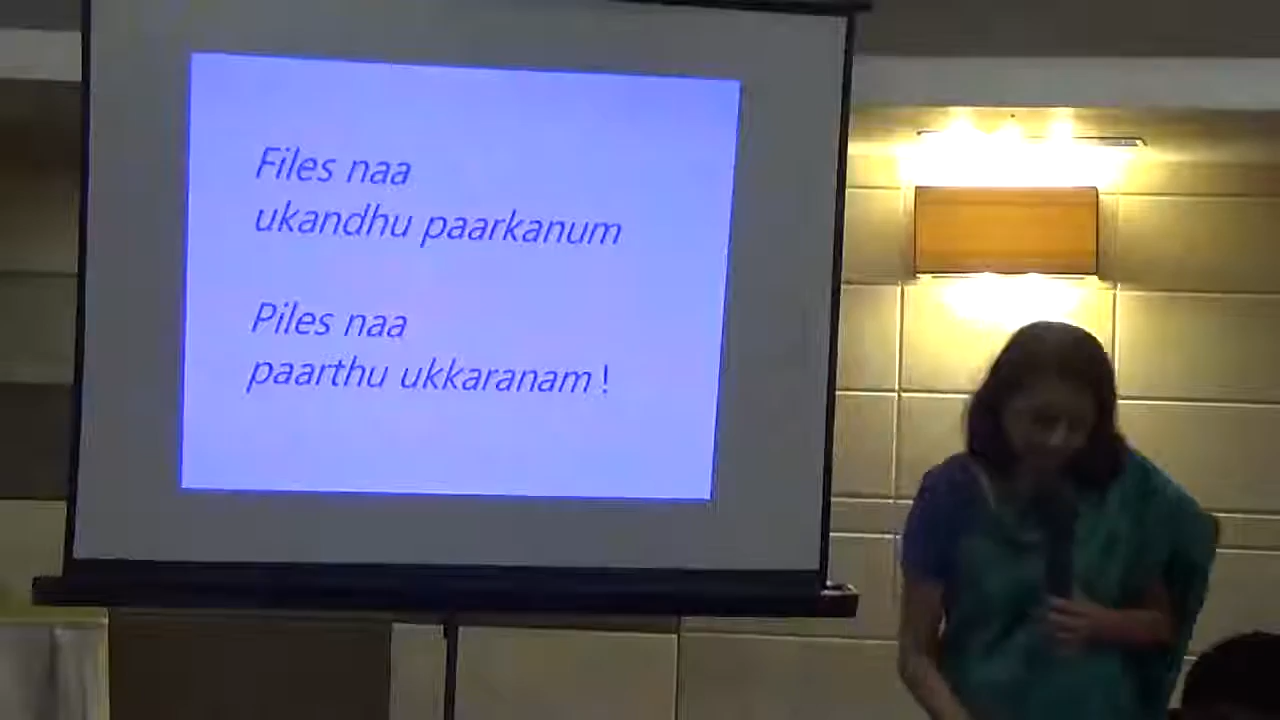 Files naa
ukandhu paarkanum
Piles naa
paarthu ukkaranam !